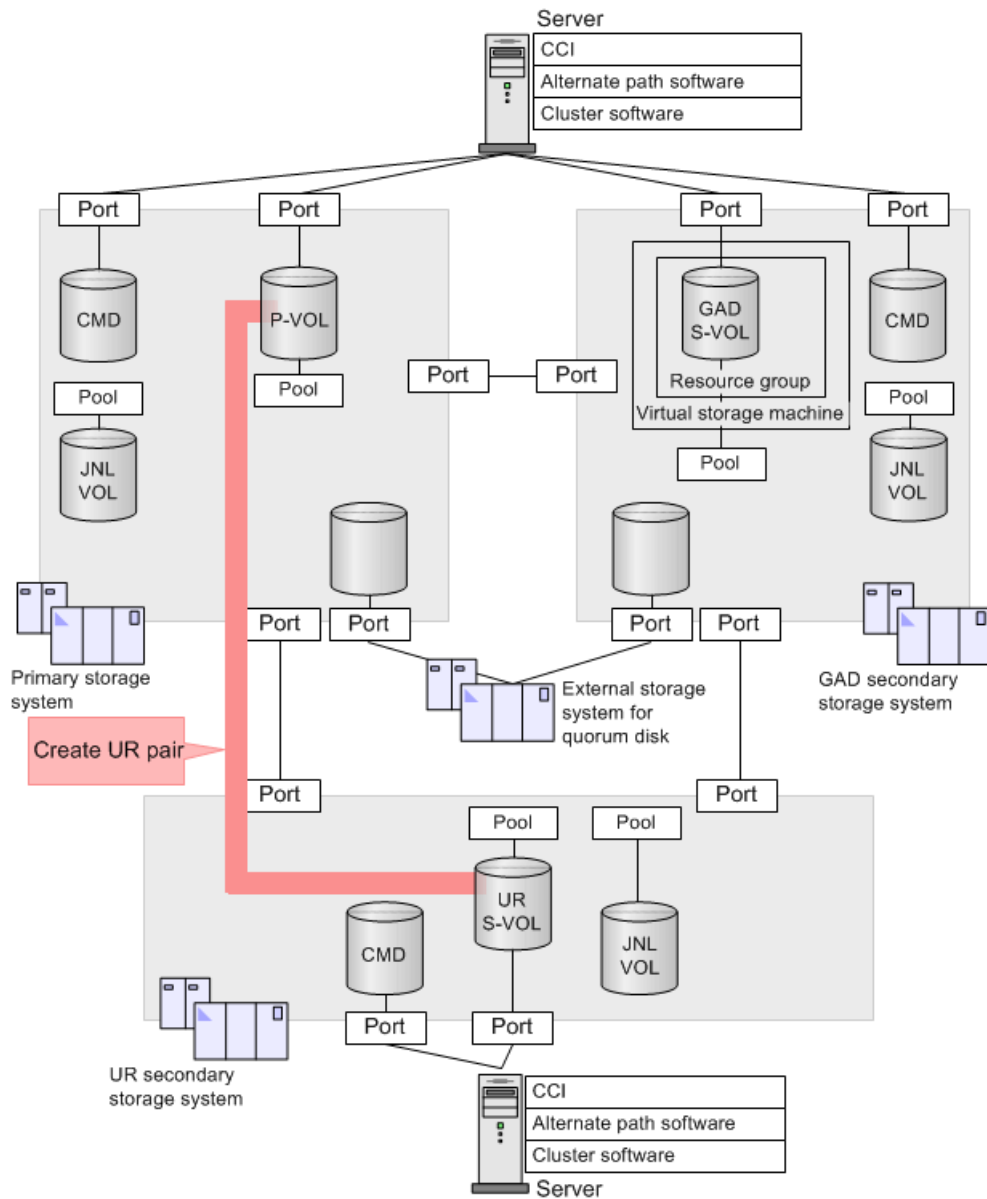 Server
CCI
Alternate path software
Cluster software
Port
Port
Port
Port
CMD
P-VOL
GAD
S-VOL
CMD
Port
Port
Pool
Resource group
Pool
Pool
Virtual storage machine
JNL
VOL
Pool
JNL
VOL
Port
Port
Port
Port
Primary storage
system
External storage
system for
quorum disk
GAD secondary
storage system
Create UR pair
Port
Port
Pool
Pool
UR
S-VOL
CMD
JNL
VOL
Port
Port
UR secondary
storage system
CCI
Alternate path software
Cluster software
Server